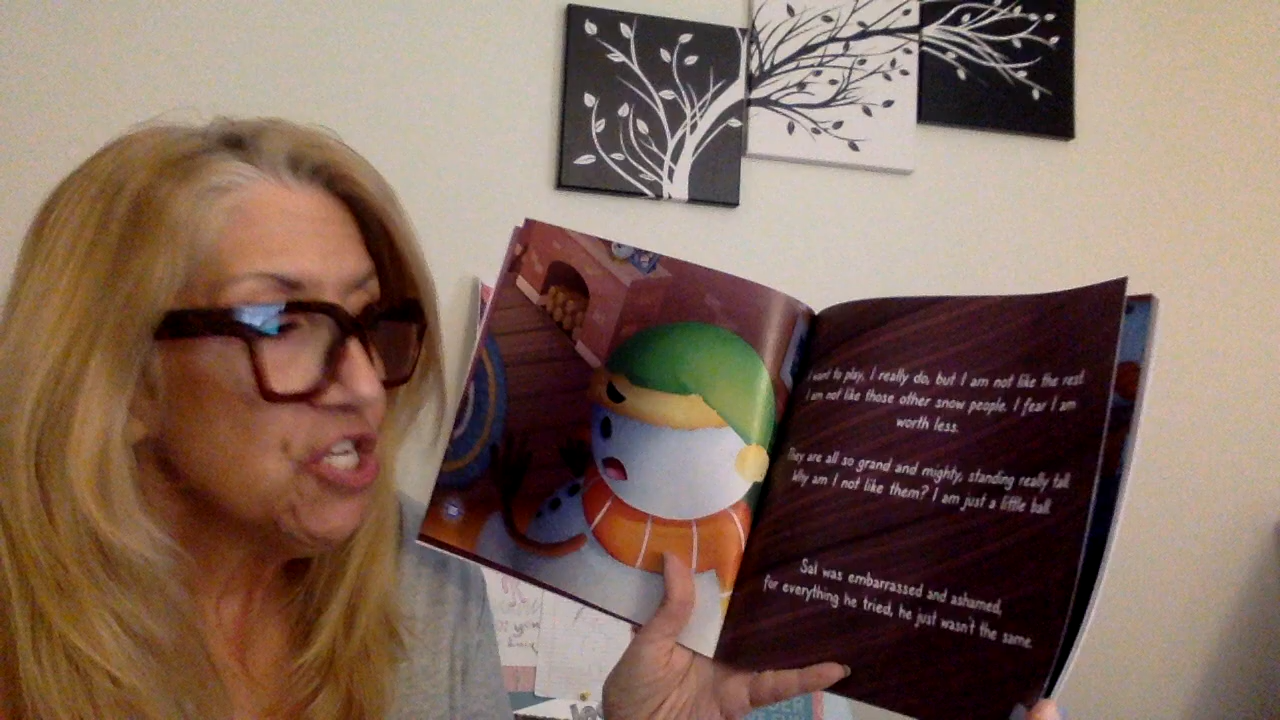 I want to play, I really do, but I am not like the rest.
I am not like those other snow people. I fear I am
worth less.
They are all so grand and mighty, standing really tall.
Why am I not like them? I am just a little ball.
Sal was embarrassed and ashamed,
for everything he tried, he just wasn't the same.